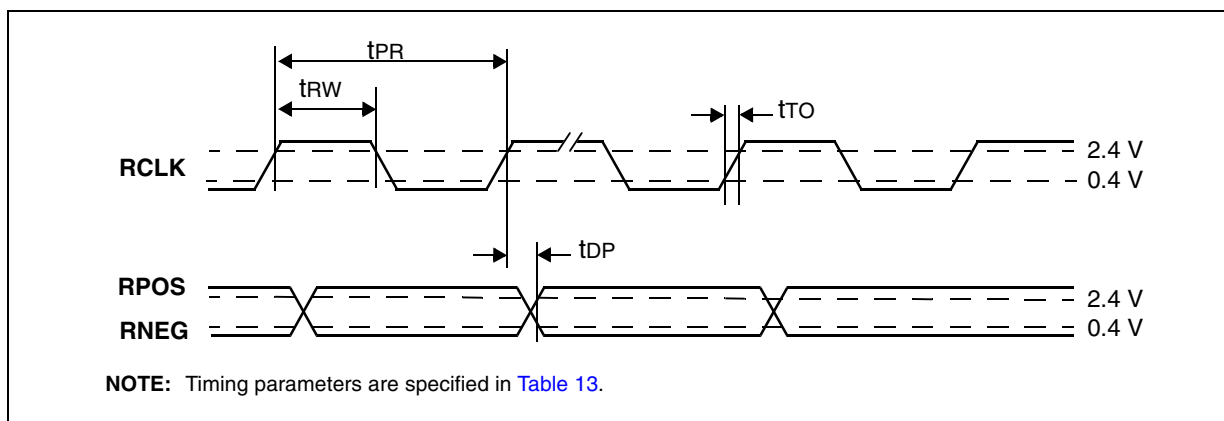 tPR
tRW
tTO
RCLK
2.4 V
0.4 V
tDP
RPOS
2.4 V
RNEG
0.4 V
NOTE: Timing parameters are specified in Table 13.